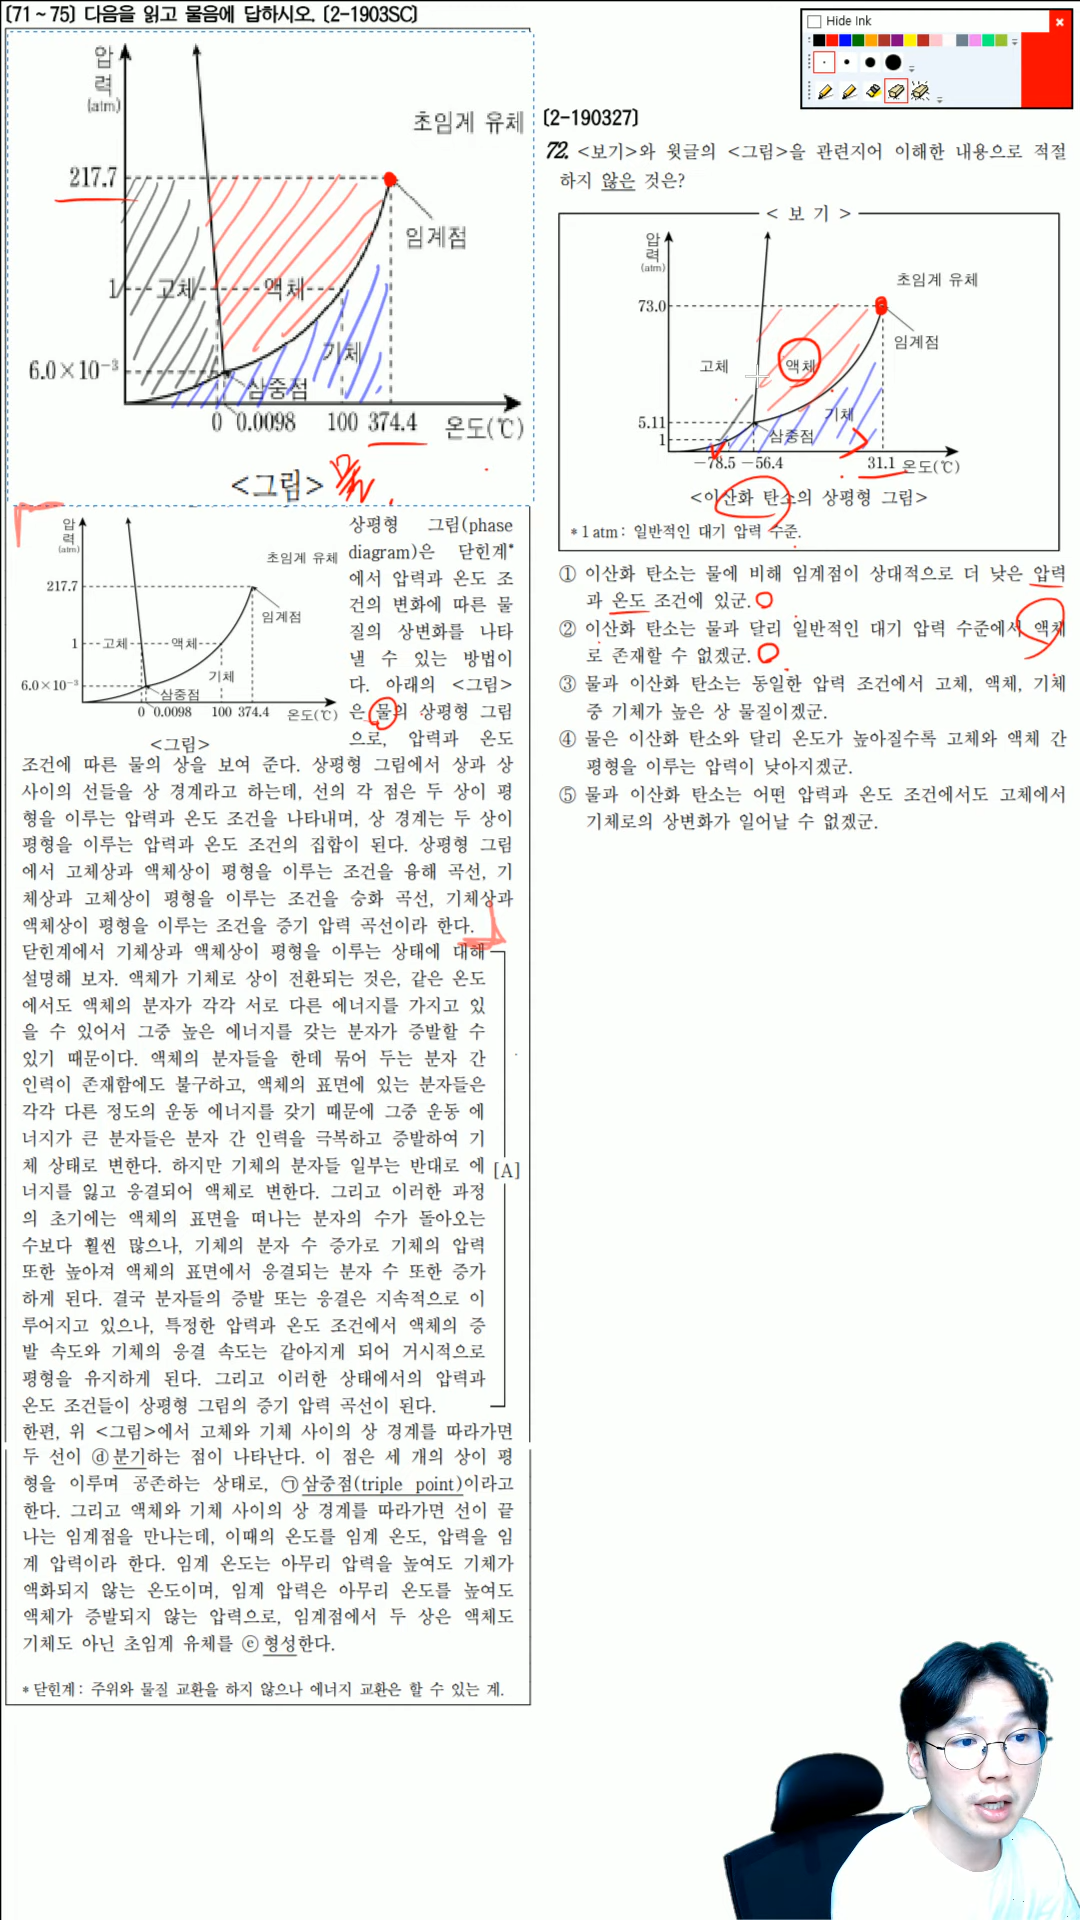 [71~75] 다음을 읽고 물음에 답하시오. [2-1903SC]
압력
(atm)
초임계 유체
217.7
임계점
1
고체
액체
기체
6.0×10⁻³
삼중점
0 0.0098 100 374.4 온도(℃)
<그림> 물
압력
(atm)
초임계 유체
217.7
임계점
1
고체
액체
기체
6.0×10⁻³
삼중점
0 0.0098 100 374.4 온도(℃)
<그림>
상평형 그림(phase
diagram)은 닫힌계*
에서 압력과 온도 조
건의 변화에 따른 물
질의 상변화를 나타
낼 수 있는 방법이
다. 아래의 <그림>
은 물의 상평형 그림
으로, 압력과 온도
조건에 따른 물의 상을 보여 준다. 상평형 그림에서 상과 상
사이의 선들을 상 경계라고 하는데, 선의 각 점은 두 상이 평
형을 이루는 압력과 온도 조건을 나타내며, 상 경계는 두 상이
평형을 이루는 압력과 온도 조건의 집합이 된다. 상평형 그림
에서 고체상과 액체상이 평형을 이루는 조건을 융해 곡선, 기
체상과 고체상이 평형을 이루는 조건을 승화 곡선, 기체상과
액체상이 평형을 이루는 조건을 증기 압력 곡선이라 한다.
닫힌계에서 기체상과 액체상이 평형을 이루는 상태에 대해
설명해 보자. 액체가 기체로 상이 전환되는 것은, 같은 온도
에서도 액체의 분자가 각각 서로 다른 에너지를 가지고 있
을 수 있어서 그중 높은 에너지를 갖는 분자가 증발할 수
있기 때문이다. 액체의 분자들을 한데 묶어 두는 분자 간
인력이 존재함에도 불구하고, 액체의 표면에 있는 분자들은
각각 다른 정도의 운동 에너지를 갖기 때문에 그중 운동 에
너지가 큰 분자들은 분자 간 인력을 극복하고 증발하여 기
체 상태로 변한다. 하지만 기체의 분자들 일부는 반대로 에
[A]
너지를 잃고 응결되어 액체로 변한다. 그리고 이러한 과정
의 초기에는 액체의 표면을 떠나는 분자의 수가 돌아오는
수보다 훨씬 많으나, 기체의 분자 수 증가로 기체의 압력
또한 높아져 액체의 표면에서 응결되는 분자 수 또한 증가
하게 된다. 결국 분자들의 증발 또는 응결은 지속적으로 이
루어지고 있으나, 특정한 압력과 온도 조건에서 액체의 증
발 속도와 기체의 응결 속도는 같아지게 되어 거시적으로
평형을 유지하게 된다. 그리고 이러한 상태에서의 압력과
온도 조건들이 상평형 그림의 증기 압력 곡선이 된다.
한편, 위 <그림>에서 고체와 기체 사이의 상 경계를 따라가면
두 선이 ⓓ분기하는 점이 나타난다. 이 점은 세 개의 상이 평
형을 이루며 공존하는 상태로, ㉠삼중점(triple point)이라고
한다. 그리고 액체와 기체 사이의 상 경계를 따라가면 선이 끝
나는 임계점을 만나는데, 이때의 온도를 임계 온도, 압력을 임
계 압력이라 한다. 임계 온도는 아무리 압력을 높여도 기체가
액화되지 않는 온도이며, 임계 압력은 아무리 온도를 높여도
액체가 증발되지 않는 압력으로, 임계점에서 두 상은 액체도
기체도 아닌 초임계 유체를 ⓔ형성한다.
* 닫힌계 : 주위와 물질 교환을 하지 않으나 에너지 교환은 할 수 있는 계.
Hide Ink
[2-190327]
72. <보기>와 윗글의 <그림>을 관련지어 이해한 내용으로 적절
하지 않은 것은?
< 보 기 >
압력
(atm)
초임계 유체
73.0
임계점
고체
액체
기체
5.11
삼중점
1
−78.5 −56.4 31.1 온도(℃)
<이산화 탄소의 상평형 그림>
* 1 atm : 일반적인 대기 압력 수준.
① 이산화 탄소는 물에 비해 임계점이 상대적으로 더 낮은 압력
과 온도 조건에 있군.
② 이산화 탄소는 물과 달리 일반적인 대기 압력 수준에서 액체
로 존재할 수 없겠군.
③ 물과 이산화 탄소는 동일한 압력 조건에서 고체, 액체, 기체
중 기체가 높은 상 물질이겠군.
④ 물은 이산화 탄소와 달리 온도가 높아질수록 고체와 액체 간
평형을 이루는 압력이 낮아지겠군.
⑤ 물과 이산화 탄소는 어떤 압력과 온도 조건에서도 고체에서
기체로의 상변화가 일어날 수 없겠군.